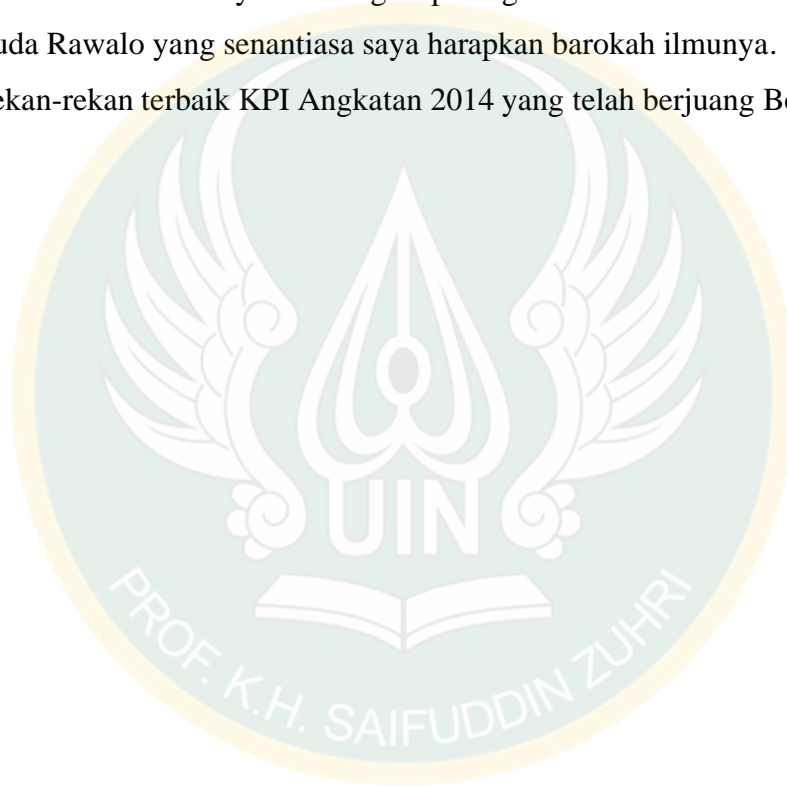 uda Rawalo yang senantiasa saya harapkan barokah ilmunya.
ekan-rekan terbaik KPI Angkatan 2014 yang telah berjuang
UIN
PROF. K.H. SAIFUDDIN ZUHRI